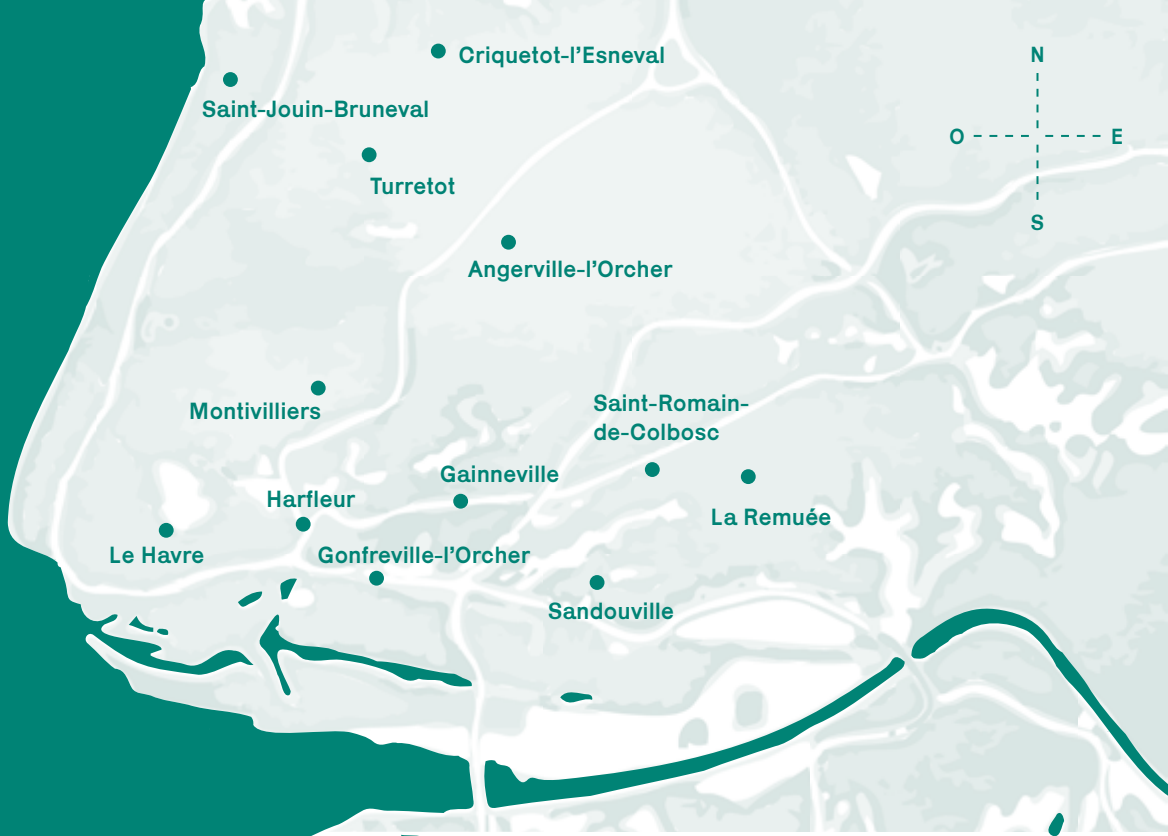 Criquetot-l’Esneval
N
Saint-Jouin-Bruneval
O
E
Turretot
S
Angerville-l’Orcher
Montivilliers
Saint-Romain-
de-Colbosc
Gainneville
Harfleur
La Remuée
Le Havre
Gonfreville-l’Orcher
Sandouville